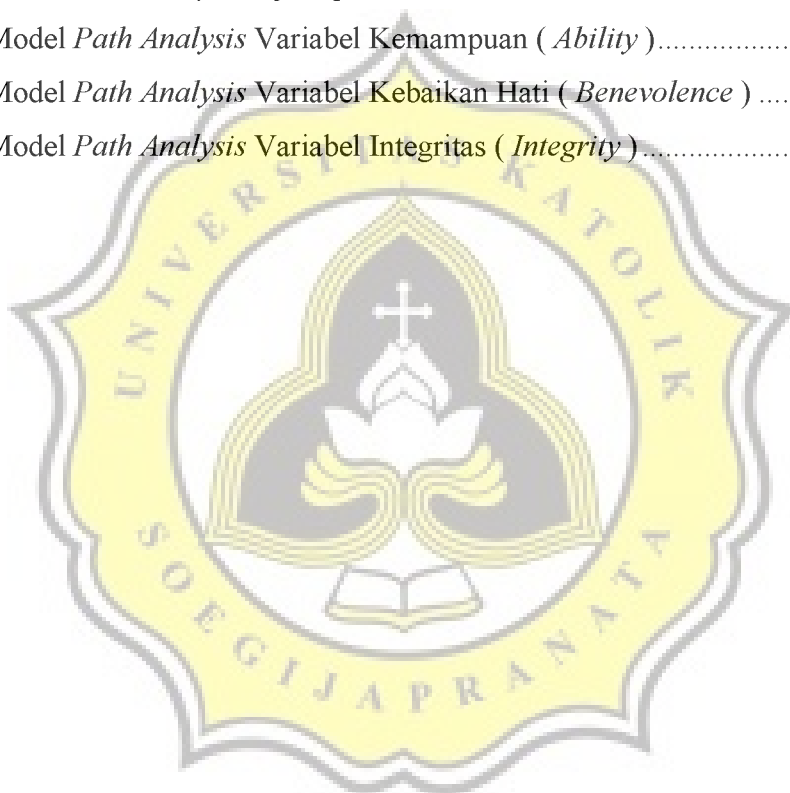 Model Path Analysis Variabel Kemampuan ( Ability )..................
Model Path Analysis Variabel Kebaikan Hati ( Benevolence ) ....
Model Path Analysis Variabel Integritas ( Integrity )...................
UNIVERSITAS KATOLIK
SOEGIJAPRANATA